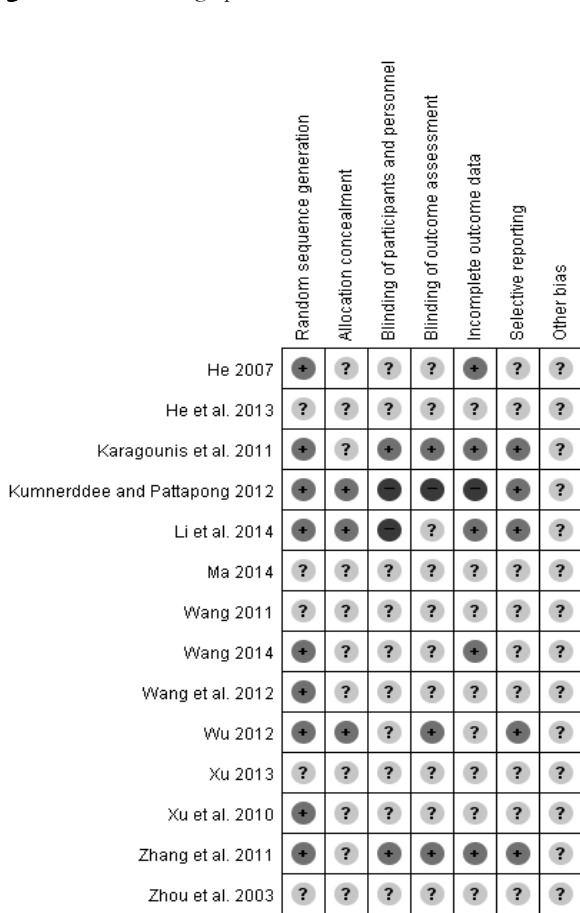 Random sequence generation
Allocation concealment
Blinding of participants and personnel
Blinding of outcome assessment
Incomplete outcome data
Selective reporting
Other bias
He 2007 + ? ? ? + ? ?
He et al. 2013 ? ? ? ? ? ? ?
Karagounis et al. 2011 + ? + + + + ?
Kumnerddee and Pattapong 2012 + + − − − + ?
Li et al. 2014 + + − ? + + ?
Ma 2014 ? ? ? ? ? ? ?
Wang 2011 ? ? ? ? ? ? ?
Wang 2014 + ? ? ? + ? ?
Wang et al. 2012 + ? ? ? ? ? ?
Wu 2012 + + ? + ? + ?
Xu 2013 ? ? ? ? ? ? ?
Xu et al. 2010 + ? ? ? ? ? ?
Zhang et al. 2011 + ? + + + + ?
Zhou et al. 2003 ? ? ? ? ? ? ?